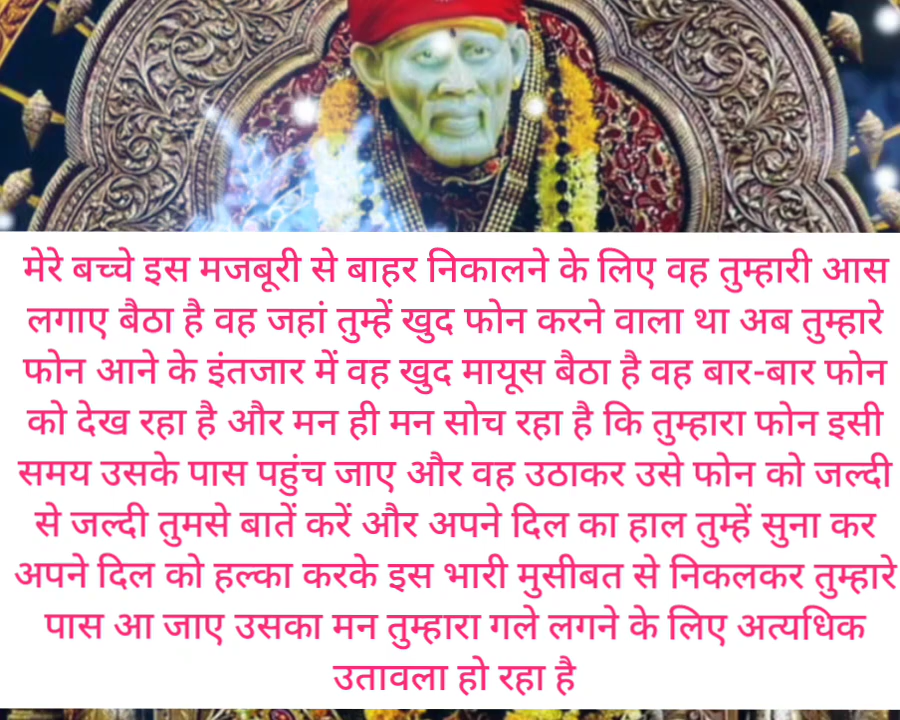 मेरे बच्चे इस मजबूरी से बाहर निकालने के लिए वह तुम्हारी आस
लगाए बैठा है वह जहां तुम्हें खुद फोन करने वाला था अब तुम्हारे
फोन आने के इंतजार में वह खुद मायूस बैठा है वह बार-बार फोन
को देख रहा है और मन ही मन सोच रहा है कि तुम्हारा फोन इसी
समय उसके पास पहुंच जाए और वह उठाकर उसे फोन को जल्दी
से जल्दी तुमसे बातें करें और अपने दिल का हाल तुम्हें सुना कर
अपने दिल को हल्का करके इस भारी मुसीबत से निकलकर तुम्हारे
पास आ जाए उसका मन तुम्हारा गले लगने के लिए अत्यधिक
उतावला हो रहा है